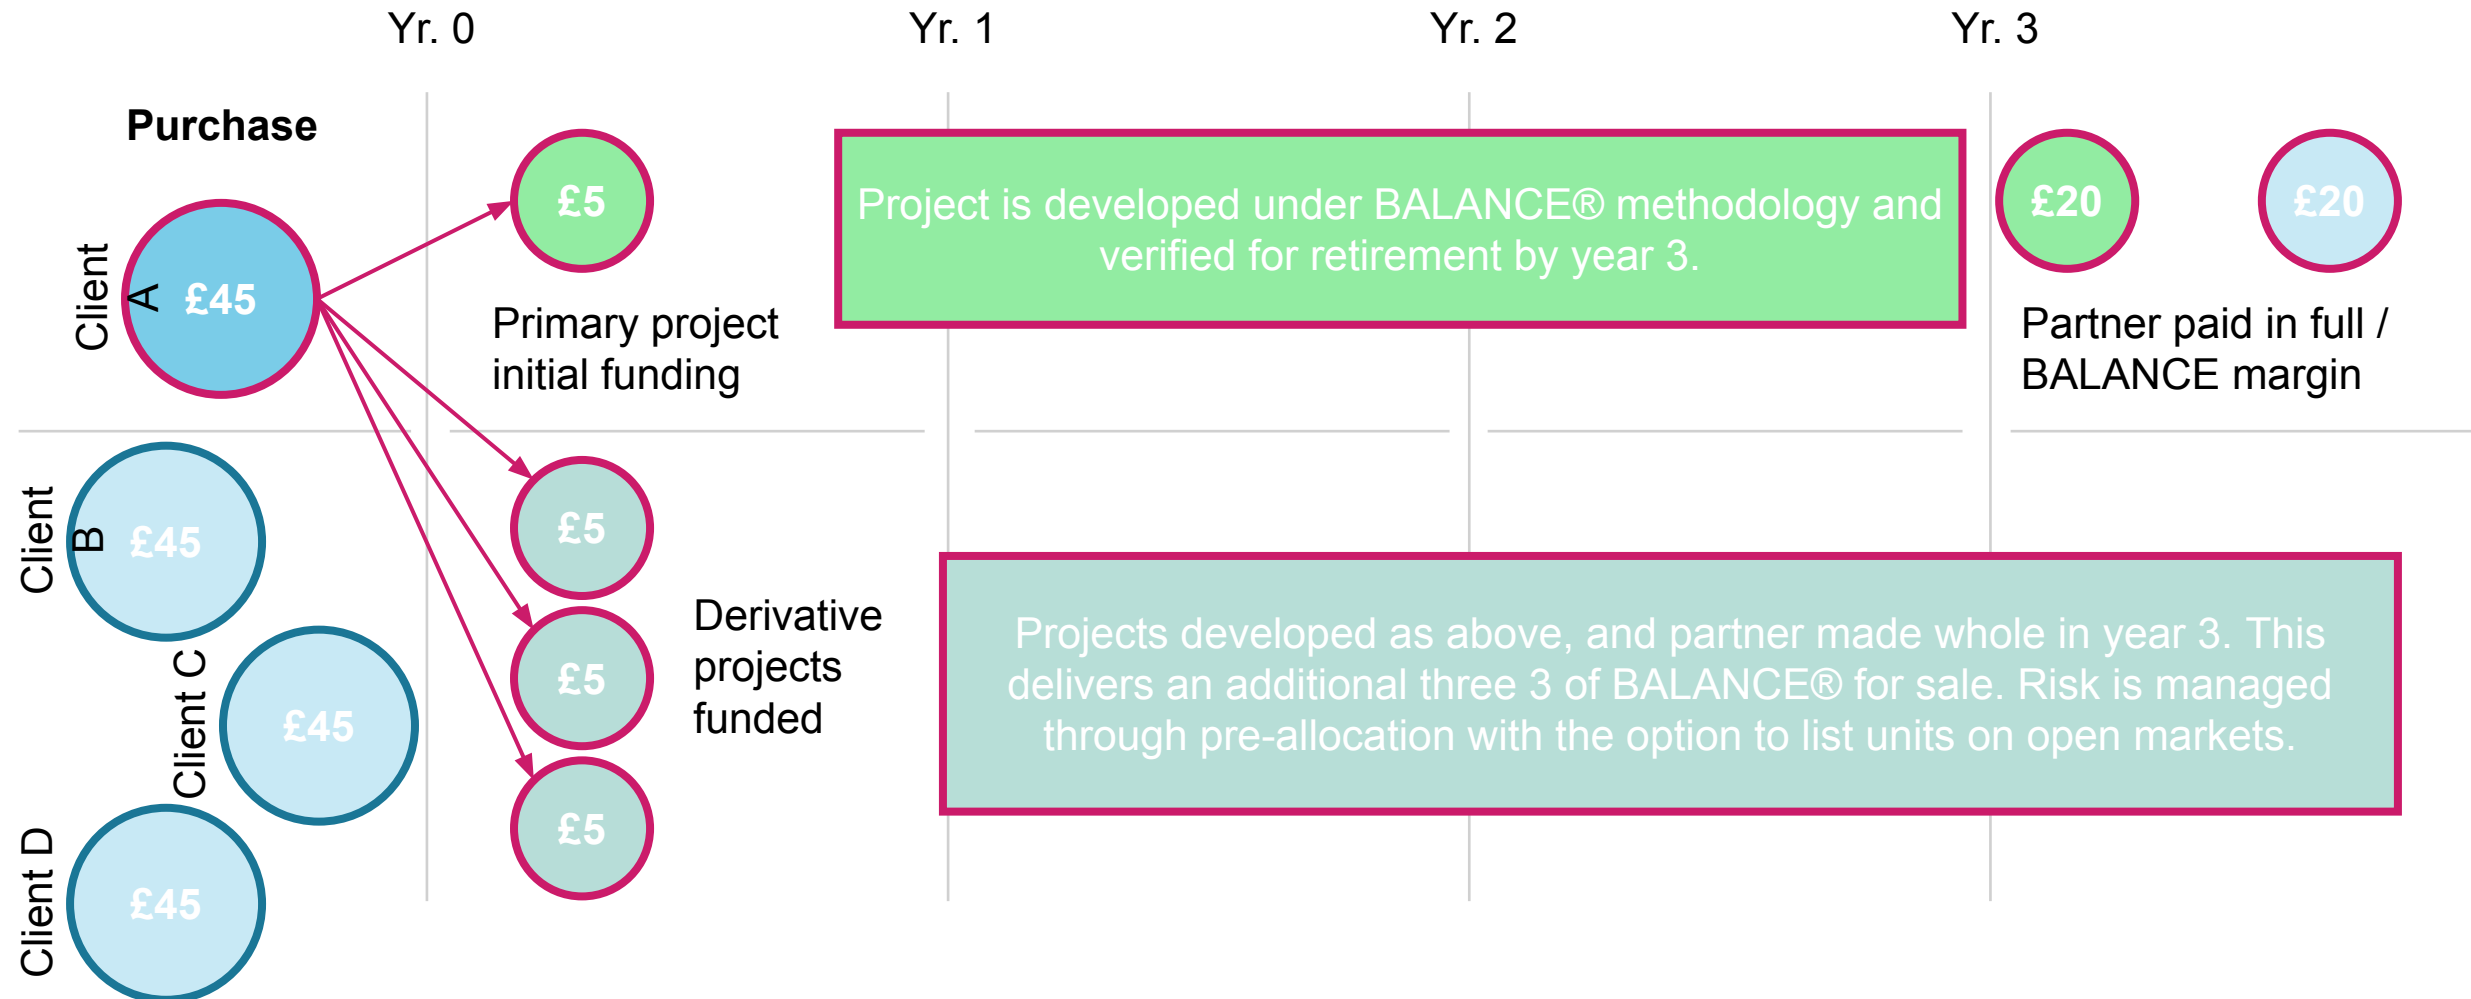 Yr. 0
Yr. 1
Yr. 2
Yr. 3
Purchase
Client
A
£45
£5
Primary project
initial funding
Project is developed under BALANCE® methodology and
verified for retirement by year 3.
£20
£20
Partner paid in full /
BALANCE margin
Client
B
£45
Client C
£45
Client D
£45
£5
£5
£5
Derivative
projects
funded
Projects developed as above, and partner made whole in year 3. This
delivers an additional three 3 of BALANCE® for sale. Risk is managed
through pre-allocation with the option to list units on open markets.